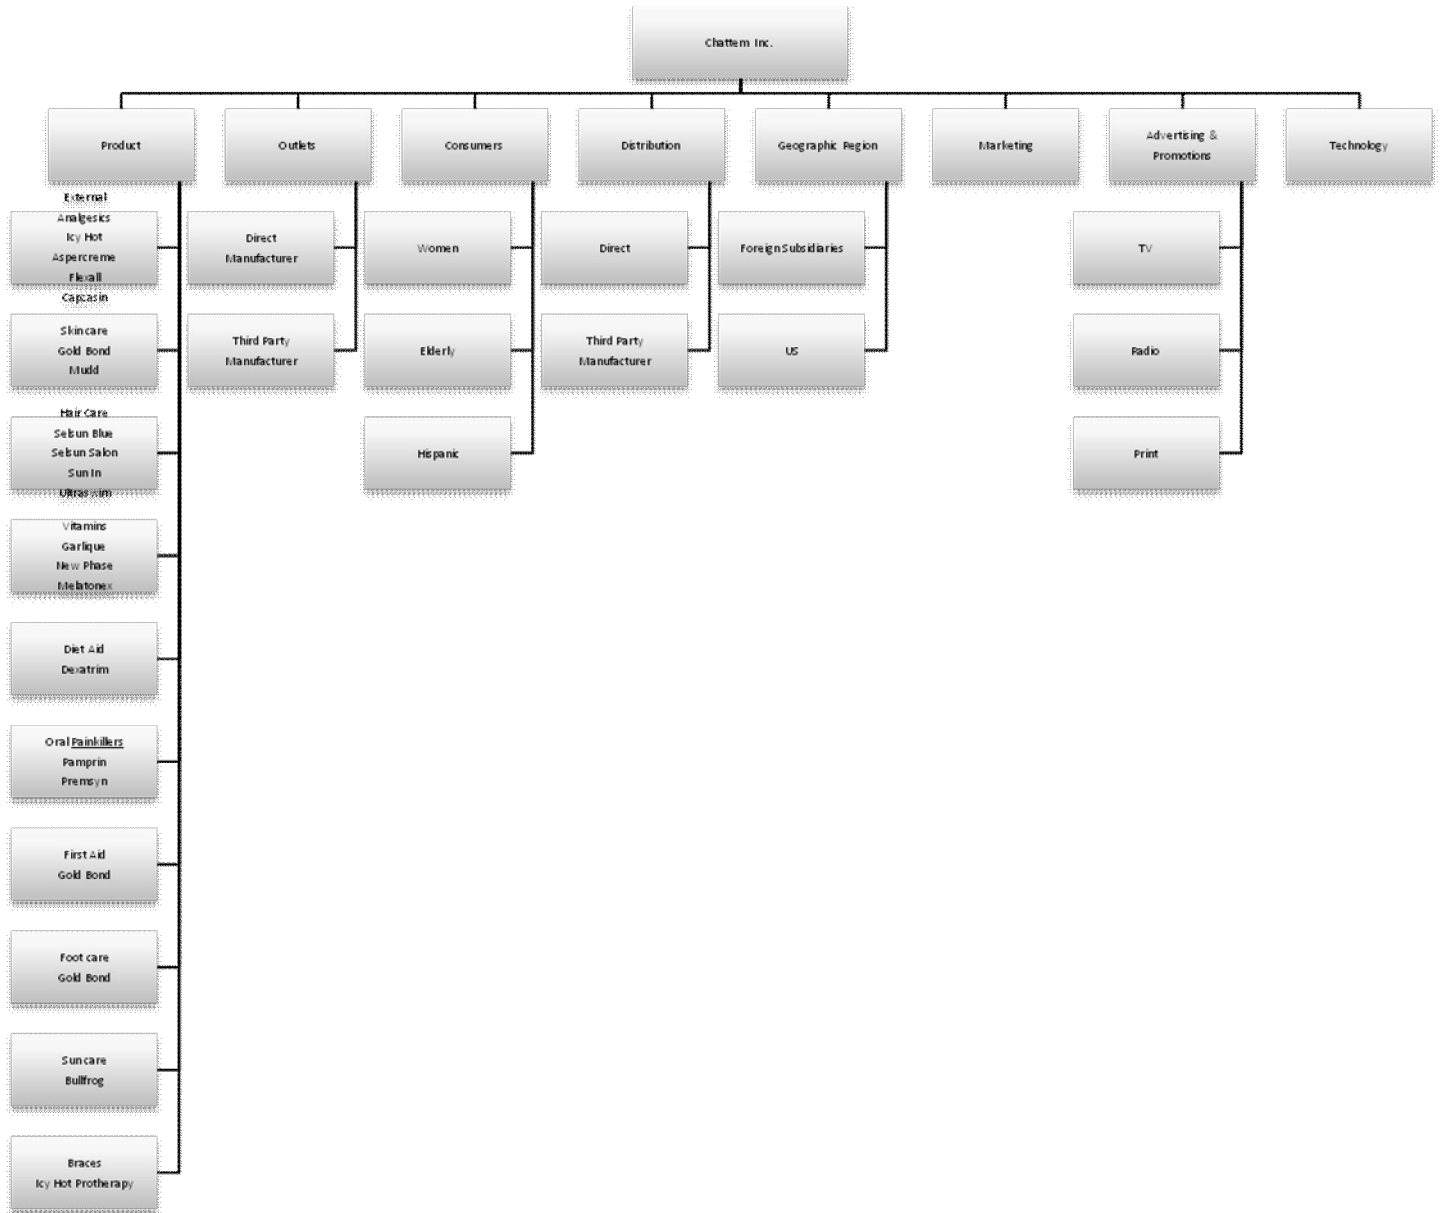 Chattem Inc.
Product
Outlets
Consumers
Distribution
Geographic Region
Marketing
Advertising &
Promotions
Technology
External
Analgesics
Icy Hot
Aspercreme
Flexall
Capcasin
Direct
Manufacturer
Women
Direct
Foreign Subsidiaries
TV
Skincare
Gold Bond
Mudd
Third Party
Manufacturer
Elderly
Third Party
Manufacturer
US
Radio
Hair Care
Selsun Blue
Selsun Salon
Sun In
Ultraswim
Hispanic
Print
Vitamins
Garlique
New Phase
Melatonex
Diet Aid
Dexatrim
Oral Painkillers
Pamprin
Premsyn
First Aid
Gold Bond
Foot care
Gold Bond
Suncare
Bullfrog
Braces
Icy Hot Protherapy